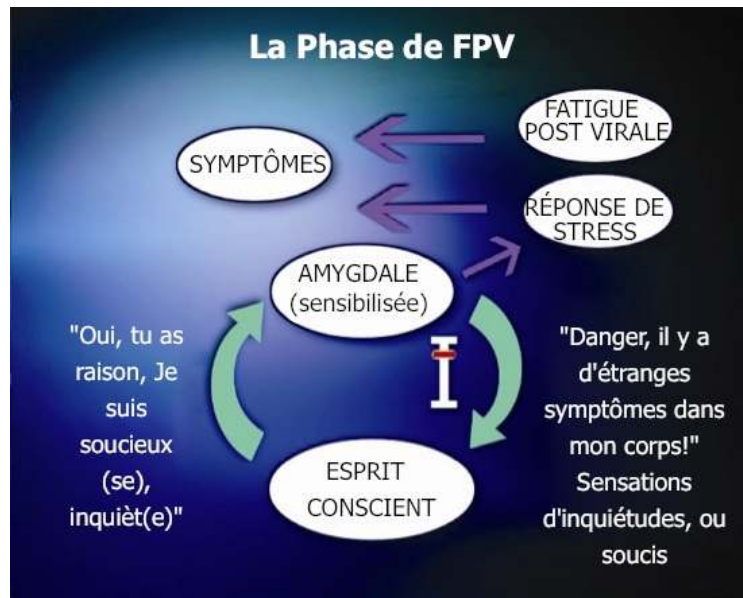 La Phase de FPV
FATIGUE
POST VIRALE
SYMPTÔMES
RÉPONSE DE
STRESS
AMYGDALE
(sensibilisée)
"Oui, tu as
raison, Je
suis
soucieux
(se),
inquièt(e)"
"Danger, il y a
d'étranges
symptômes dans
mon corps!"
Sensations
d'inquiétudes, ou
soucis
ESPRIT
CONSCIENT